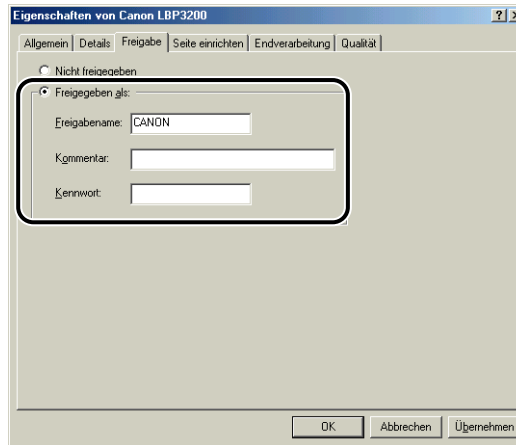 Eigenschaften von Canon LBP3200
Allgemein Details Freigabe Seite einrichten Endverarbeitung Qualität
Nicht freigegeben
Freigegeben als:
Freigabename: CANON
Kommentar:
Kennwort:
OK Abbrechen Übernehmen